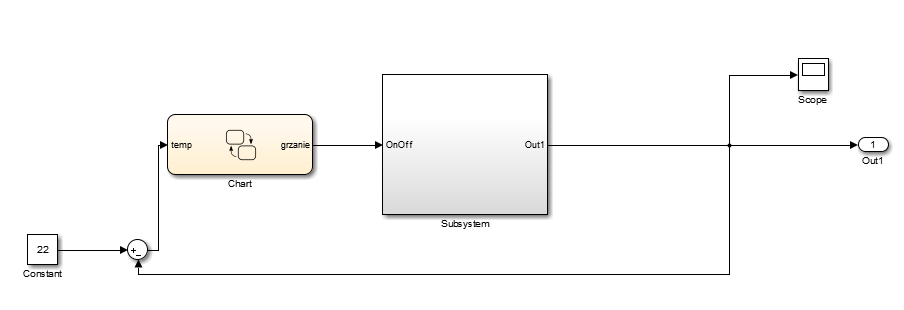 Scope
temp
grzanie
Chart
OnOff
Out1
Subsystem
1
Out1
22
Constant
+
−